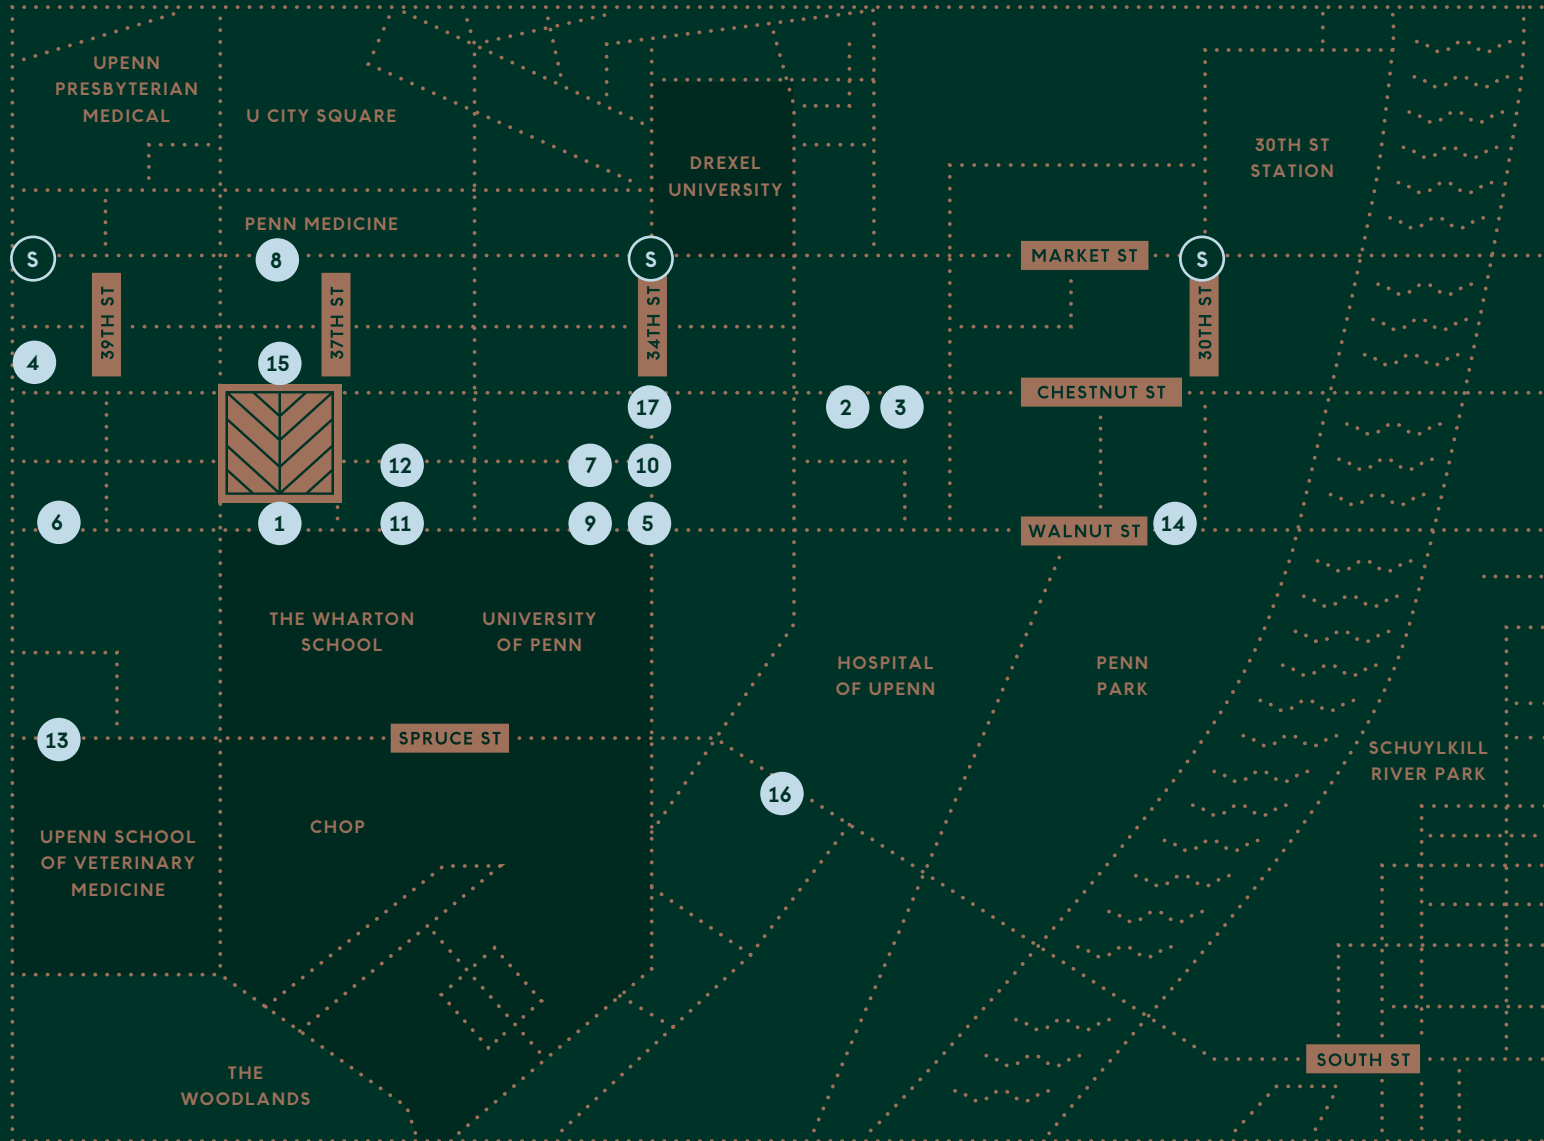 UPENN
PRESBYTERIAN
MEDICAL
U CITY SQUARE
DREXEL
UNIVERSITY
30TH ST
STATION
PENN MEDICINE
S
8
S
MARKET ST
S
39TH ST
37TH ST
34TH ST
30TH ST
4
15
17
2
3
CHESTNUT ST
12
7
10
6
1
11
9
5
WALNUT ST
14
THE WHARTON
SCHOOL
UNIVERSITY
OF PENN
HOSPITAL
OF UPENN
PENN
PARK
13
SPRUCE ST
SCHUYLKILL
RIVER PARK
16
UPENN SCHOOL
OF VETERINARY
MEDICINE
CHOP
THE
WOODLANDS
SOUTH ST